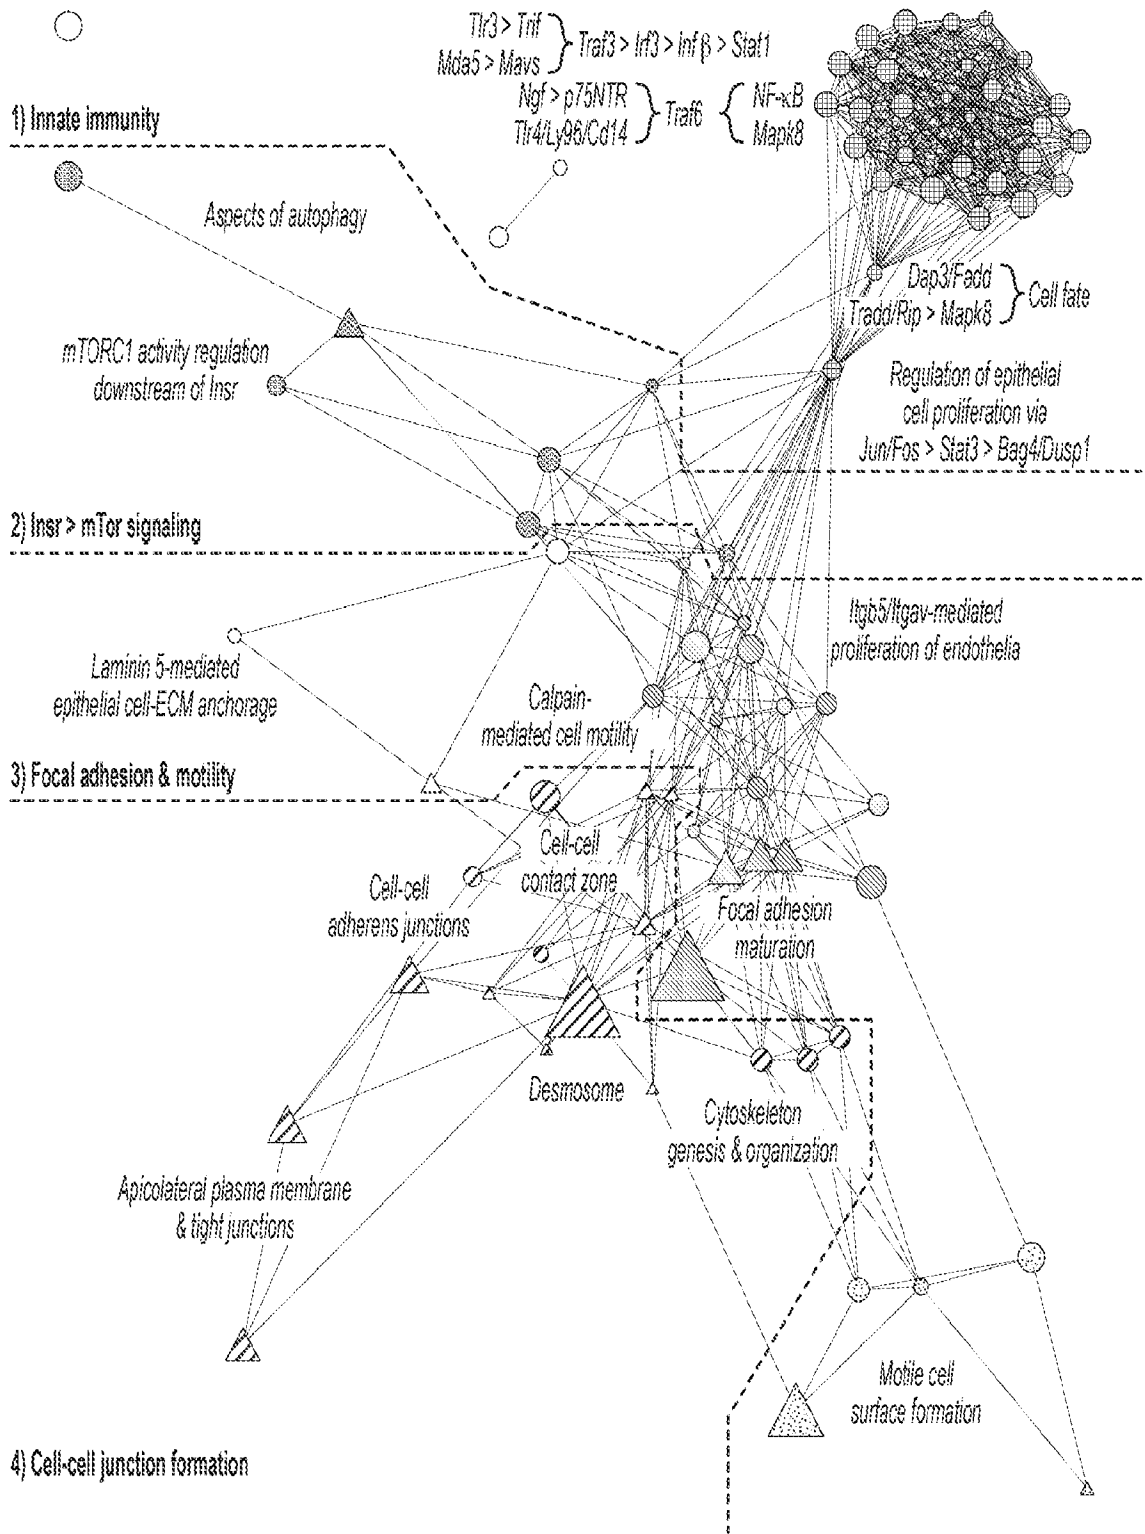 Tlr3 > Trif
Mda5 > Mavs
Traf3 > Irf3 > Inf β > Stat1
Ngf > p75NTR
Tlr4/Ly96/Cd14
Traf6
NF-κB
Mapk8
1) Innate immunity
Aspects of autophagy
Dap3/Fadd
Tradd/Rip > Mapk8
Cell fate
mTORC1 activity regulation
downstream of Insr
Regulation of epithelial
cell proliferation via
Jun/Fos > Stat3 > Bag4/Dusp1
2) Insr > mTor signaling
Itgb5/Itgav-mediated
proliferation of endothelia
Laminin 5-mediated
epithelial cell-ECM anchorage
Calpain-
mediated cell motility
3) Focal adhesion & motility
Cell-cell
contact zone
Cell-cell
adherens junctions
Focal adhesion
maturation
Desmosome
Cytoskeleton
genesis & organization
Apicolateral plasma membrane
& tight junctions
Motile cell
surface formation
4) Cell-cell junction formation